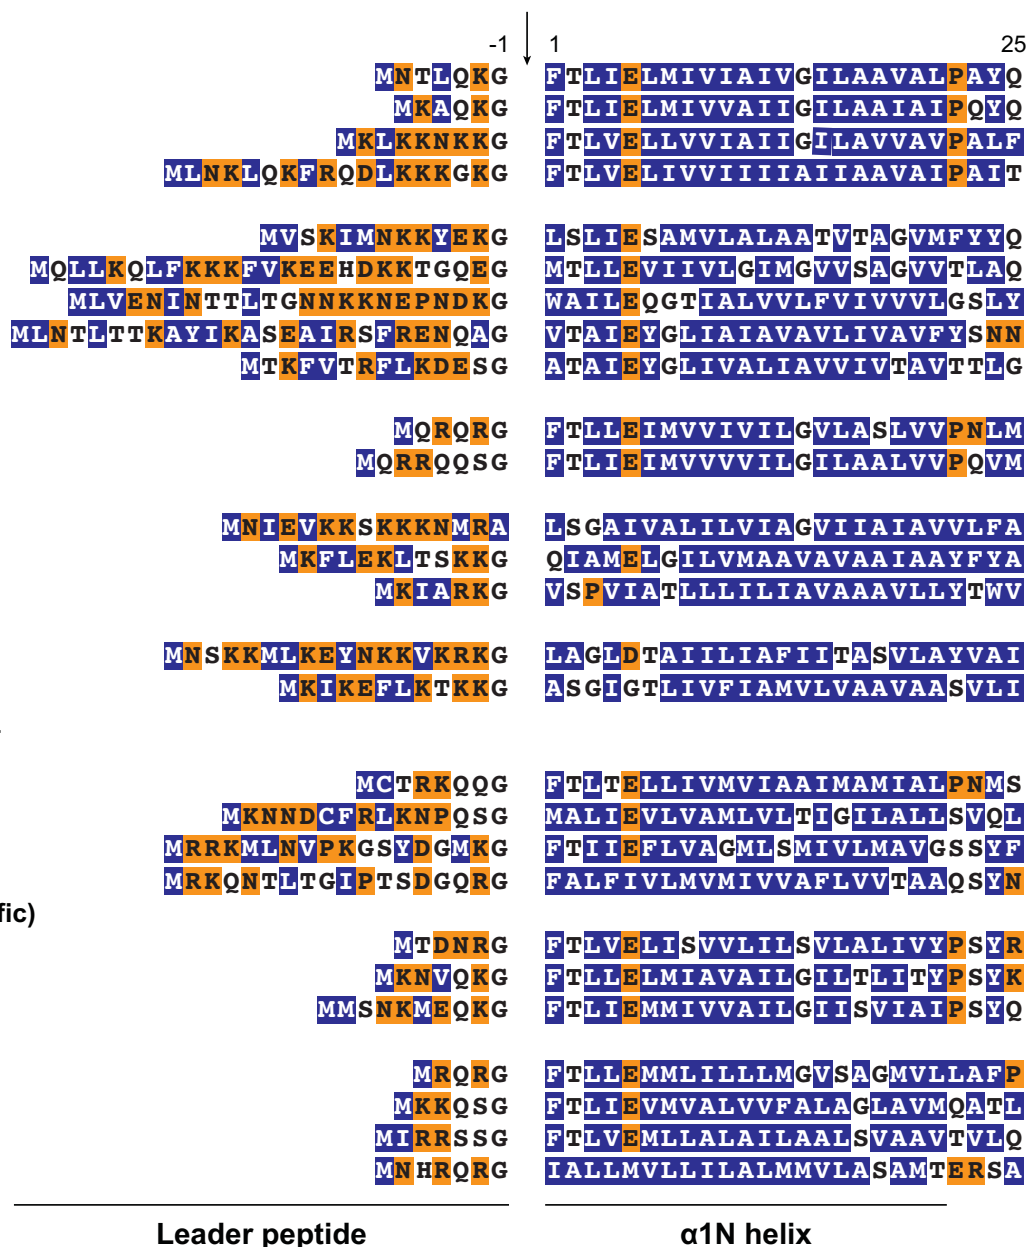 -1 1 25
MNTLQKG FTLIELMIVIAIVGILAAVALPAYQ
MKAQKG FTLIELMIVVAIIGILAAIAIPQYQ
MKLKKNKKG FTLVELLVVIAIIGILAVVAVPALF
MLNKLQKFRQDLKKKGKG FTLVELIVVIIIIAIIAAVAIPAIT
MVSKIMNKKYEKG LSLIESAMVLALAATVTAGVMFYYQ
MQLLKQLFKKKFVKEEHDKKTGQEG MTLLEVIIVLGIMGVVSAGVVTLAQ
MLVENINTTLTGNNKKNEPNDKG WAILEQGTIALVVLFVIVVVLGSLY
MLNTLTTKAYIKASEAIRSFRENQAG VTAIEYGLIAIAVAVLIVAVFYSNN
MTKFVTRFLKDESG ATAIEYGLIVALIAVVIVTAVTTLG
MQRQRG FTLLEIMVVIVILGVLASLVVPNLM
MQRRQQSG FTLIEIMVVVVILGILAALVVPQVM
MNIEVKKSKKKNMRA LSGAIVALILVIAGVIIAIAVVLFA
MKFLEKLTSKKG QIAMELGILVMAAVAVAAIAAYFYA
MKIARKG VSPVIATLLLILIAVAAAVLLYTWV
MNSKKMLKEYNKKVKRKG LAGLDTAIILIAFIITASVLAYVAI
MKIKEFLKTKKG ASGIGTLIVFIAMVLVAAVAASVLI
MCTRKQQG FTLTELLIVMVIAAIMAMIALPNMS
MKNNDCFRLKNPQSG MALIEVLVAMLVLTIGILALLSVQL
MRRKMLNVPKGSYDGMKG FTIIEFLVAGMLSMIVLMAVGSSYF
MRKQNTLTGIPTSDGQRG FALFIVLMVMIVVAFLVVTAAQSYN
fic)
MTDNRG FTLVELISVVLILSVLALIVYPSYR
MKNVQKG FTLLELMIAVAILGILTLITYPSYK
MMSNKMEQKG FTLIEMMIVVAILGIISVIAIPSYQ
MRQRG FTLLEMMLILLLMGVSAGMVLLAFP
MKKQSG FTLIEVMVALVVFALAGLAVMQATL
MIRRSSG FTLVEMLLALAILAALSVAAVTVLQ
MNHRQRG IALLMVLLILALMMVLASAMTERSA
Leader peptide α1N helix